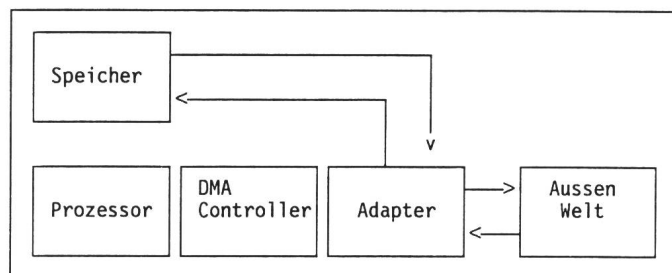 Speicher
Prozessor
DMA
Controller
Adapter
Aussen
Welt